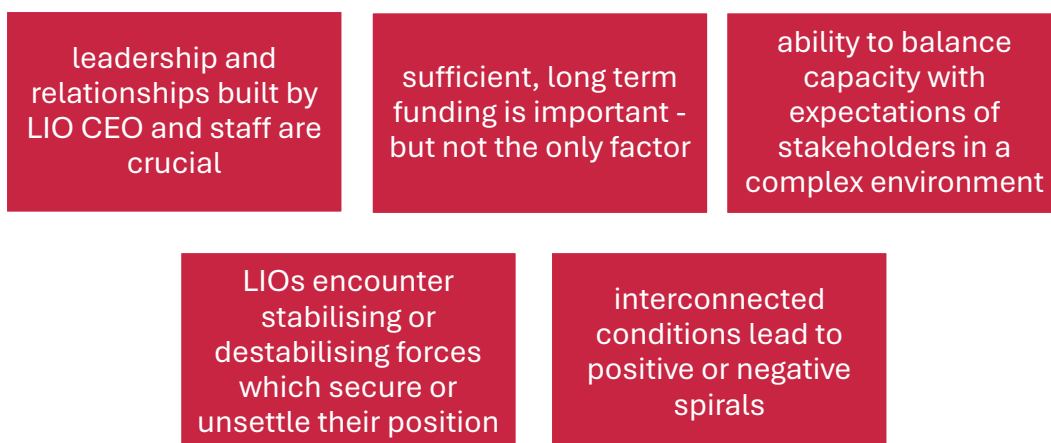 leadership and
relationships built by
LIO CEO and staff are
crucial
sufficient, long term
funding is important -
but not the only factor
ability to balance
capacity with
expectations of
stakeholders in a
complex environment
LIOs encounter
stabilising or
destabilising forces
which secure or
unsettle their position
interconnected
conditions lead to
positive or negative
spirals